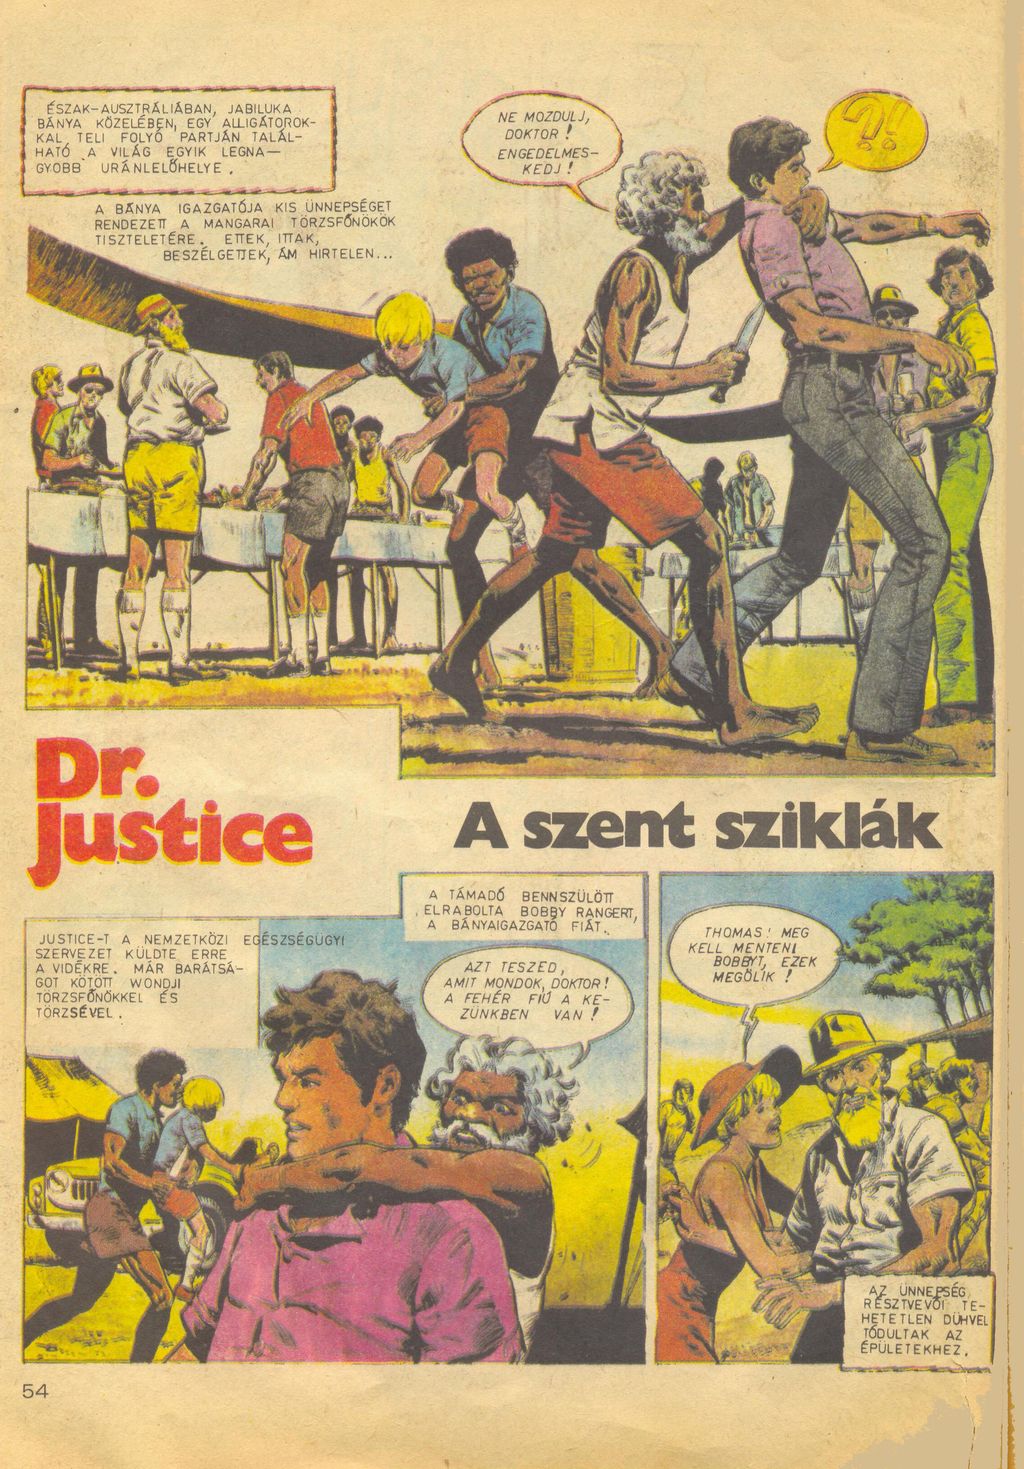 ÉSZAK-AUSZTRÁLIÁBAN, JABILUKA
BÁNYA KÖZELÉBEN, EGY ALLIGÁTOROK-
KAL TELI FOLYÓ PARTJÁN TALÁL-
HATÓ A VILÁG EGYIK LEGNA-
GYOBB URÁNLELŐHELYE.
A BÁNYA IGAZGATÓJA KIS ÜNNEPSÉGET
RENDEZETT A MANGARAI TÖRZSFŐNÖKÖK
TISZTELETÉRE. ETTEK, ITTAK,
BESZÉLGETTEK, ÁM HIRTELEN...
NE MOZDULJ,
DOKTOR!
ENGEDELMES-
KEDJ!
?!
Dr.
Justice
A szent sziklák
JUSTICE-T A NEMZETKÖZI EGÉSZSÉGÜGYI
SZERVEZET KÜLDTE ERRE
A VIDÉKRE. MÁR BARÁTSÁ-
GOT KÖTÖTT WONDJI
TÖRZSFŐNÖKKEL ÉS
TÖRZSÉVEL.
A TÁMADÓ BENNSZÜLÖTT
ELRABOLTA BOBBY RANGERT,
A BÁNYAIGAZGATÓ FIÁT.
AZT TESZED,
AMIT MONDOK, DOKTOR!
A FEHÉR FIÚ A KE-
ZÜNKBEN VAN!
THOMAS! MEG
KELL MENTENI
BOBBYT, EZEK
MEGÖLIK!
AZ ÜNNEPSÉG
RÉSZTVEVŐI TE-
HETETLEN DÜHVEL
TÓDULTAK AZ
ÉPÜLETEKHEZ.
54